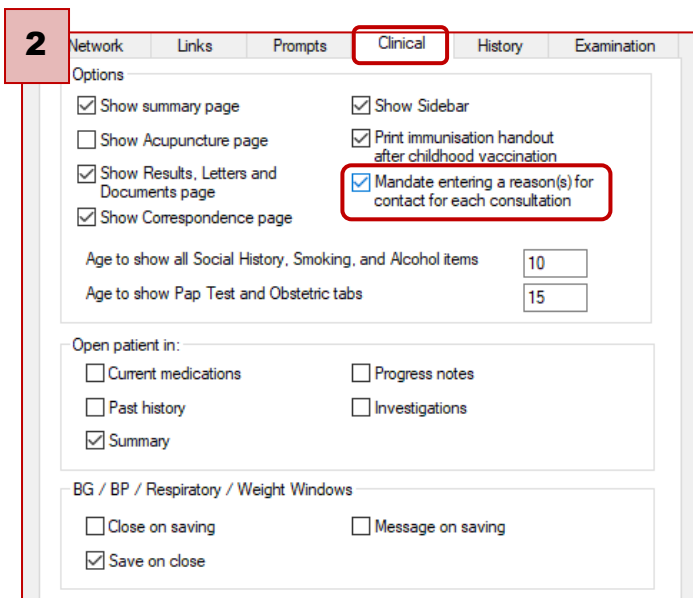 2
Network Links Prompts Clinical History Examination
Options
Show summary page
Show Sidebar
Show Acupuncture page
Print immunisation handout
after childhood vaccination
Show Results, Letters and
Documents page
Mandate entering a reason(s) for
contact for each consultation
Show Correspondence page
Age to show all Social History, Smoking, and Alcohol items 10
Age to show Pap Test and Obstetric tabs 15
Open patient in:
Current medications
Progress notes
Past history
Investigations
Summary
BG / BP / Respiratory / Weight Windows
Close on saving
Message on saving
Save on close